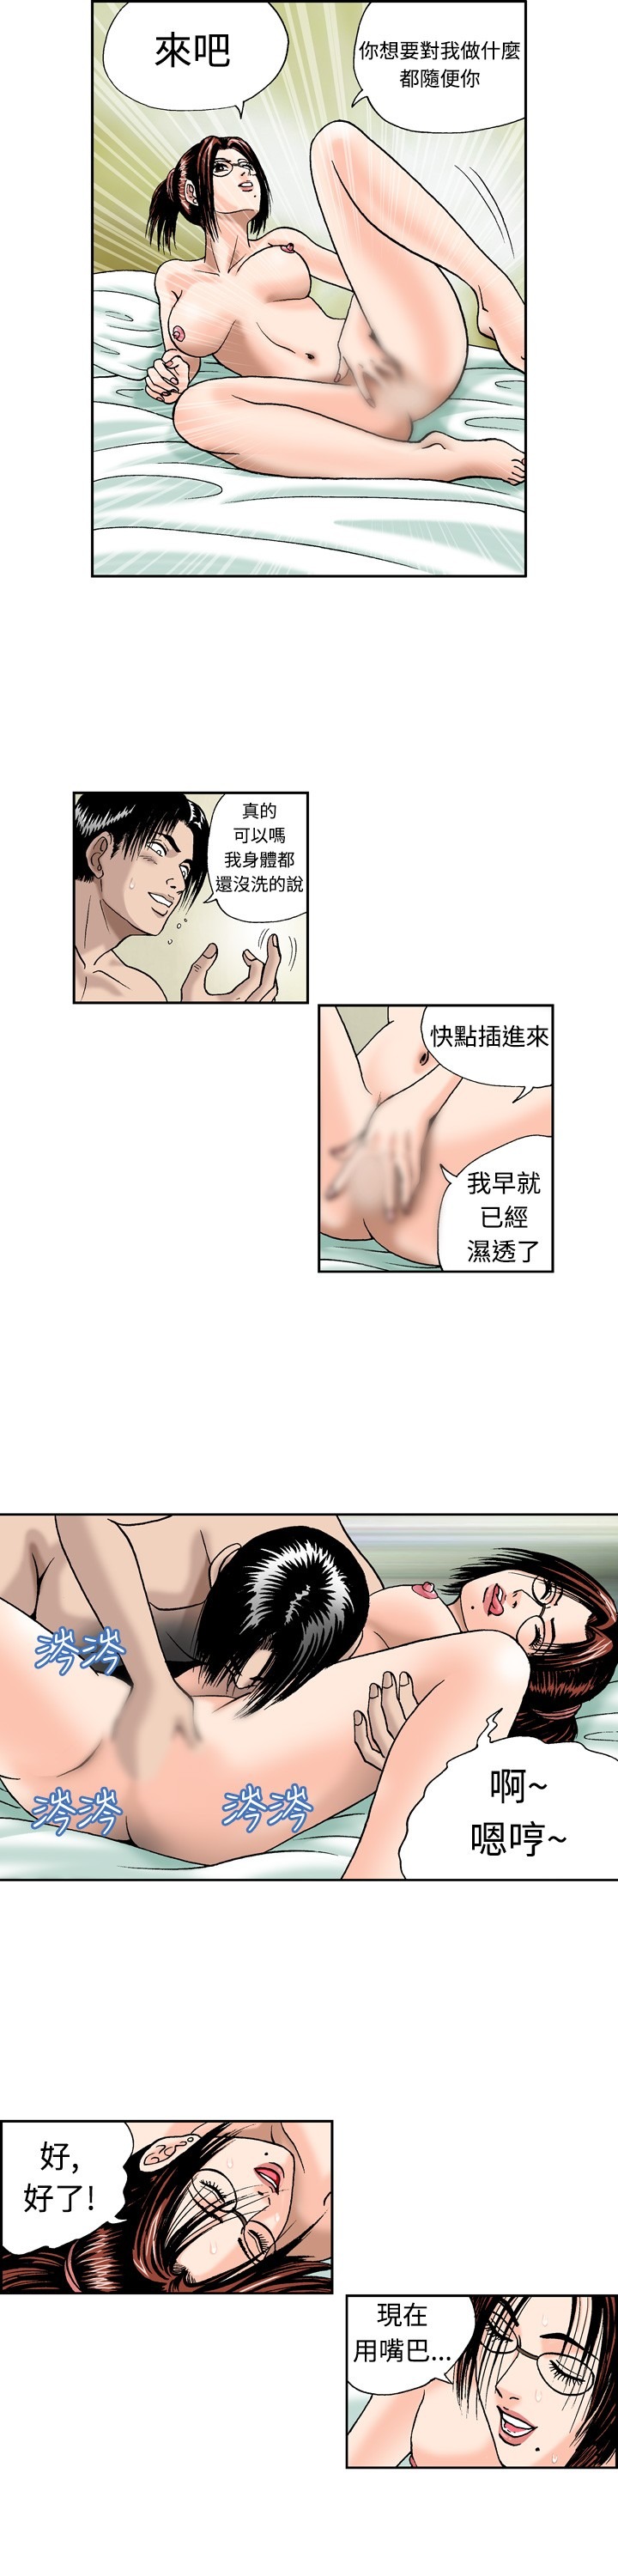 來吧
你想要對我做什麼
都隨便你
真的
可以嗎
我身體都
還沒洗的說
快點插進來
我早就
已經
濕透了
涔涔
涔涔
涔涔
啊~
嗯哼~
好,
好了!
現在
用嘴巴...